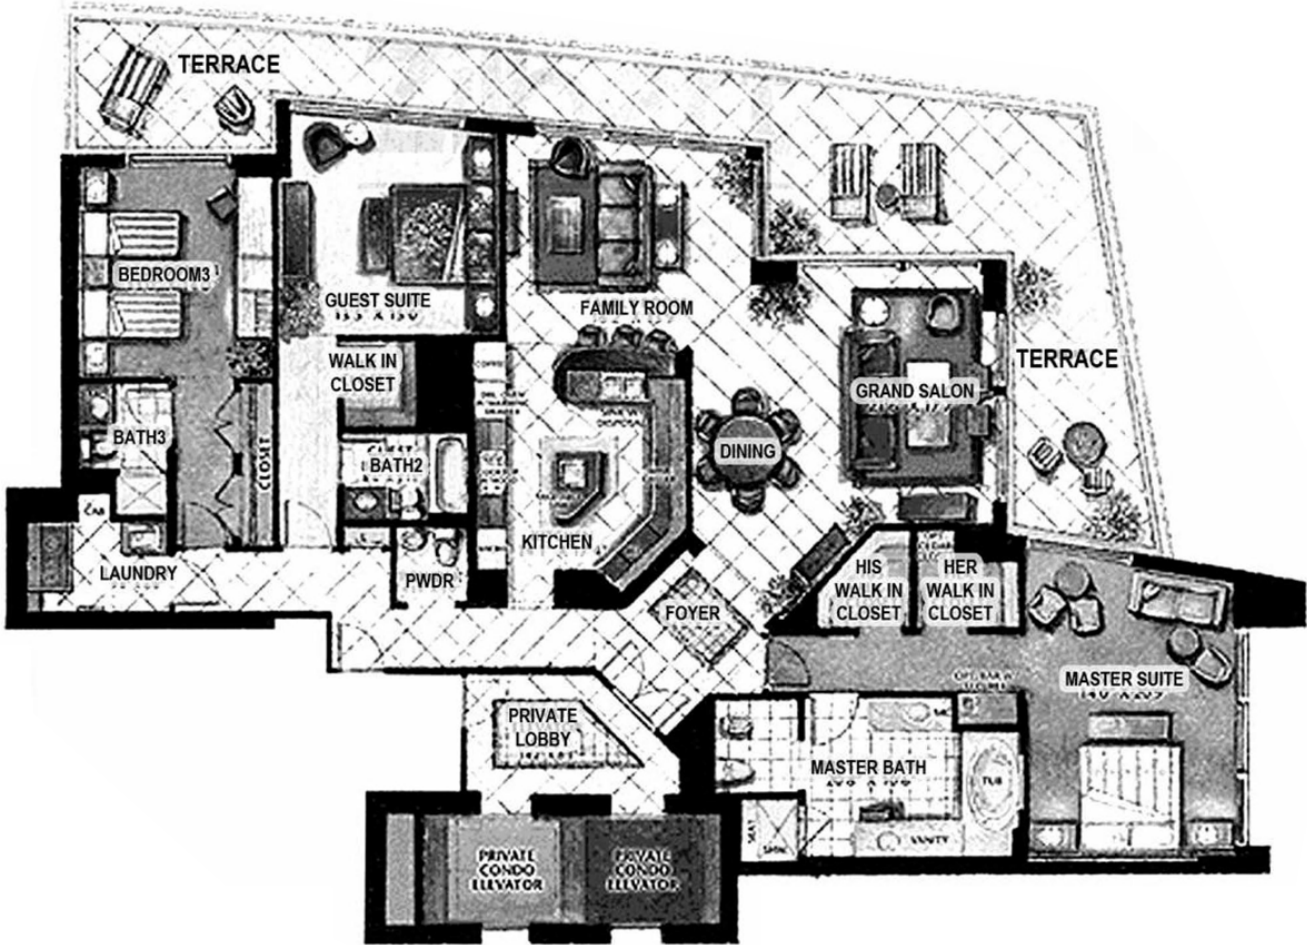 TERRACE
BEDROOM3
GUEST SUITE
FAMILY ROOM
WALK IN
CLOSET
TERRACE
GRAND SALON
BATH3
BATH2
CLOSET
DINING
KITCHEN
LAUNDRY
PWDR
FOYER
HIS
WALK IN
CLOSET
HER
WALK IN
CLOSET
MASTER SUITE
PRIVATE
LOBBY
MASTER BATH
TUB
SEAT
VANITY
PRIVATE
CONDO
ELEVATOR
PRIVATE
CONDO
ELEVATOR